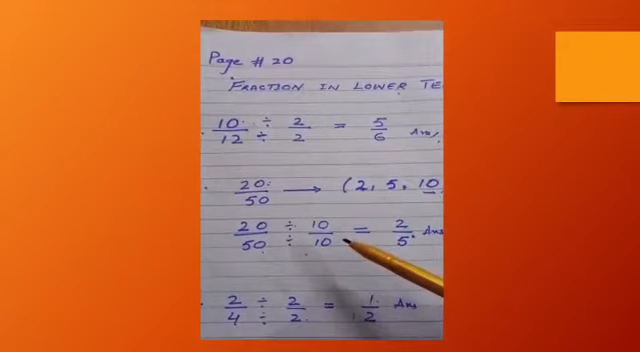 Page # 20
FRACTION IN LOWER TE
10/12 ÷ 2/2 = 5/6 Ans,
20/50 → (2, 5, 10
20/50 ÷ 10/10 = 2/5 Ans
2/4 ÷ 2/2 = 1/2 Ans